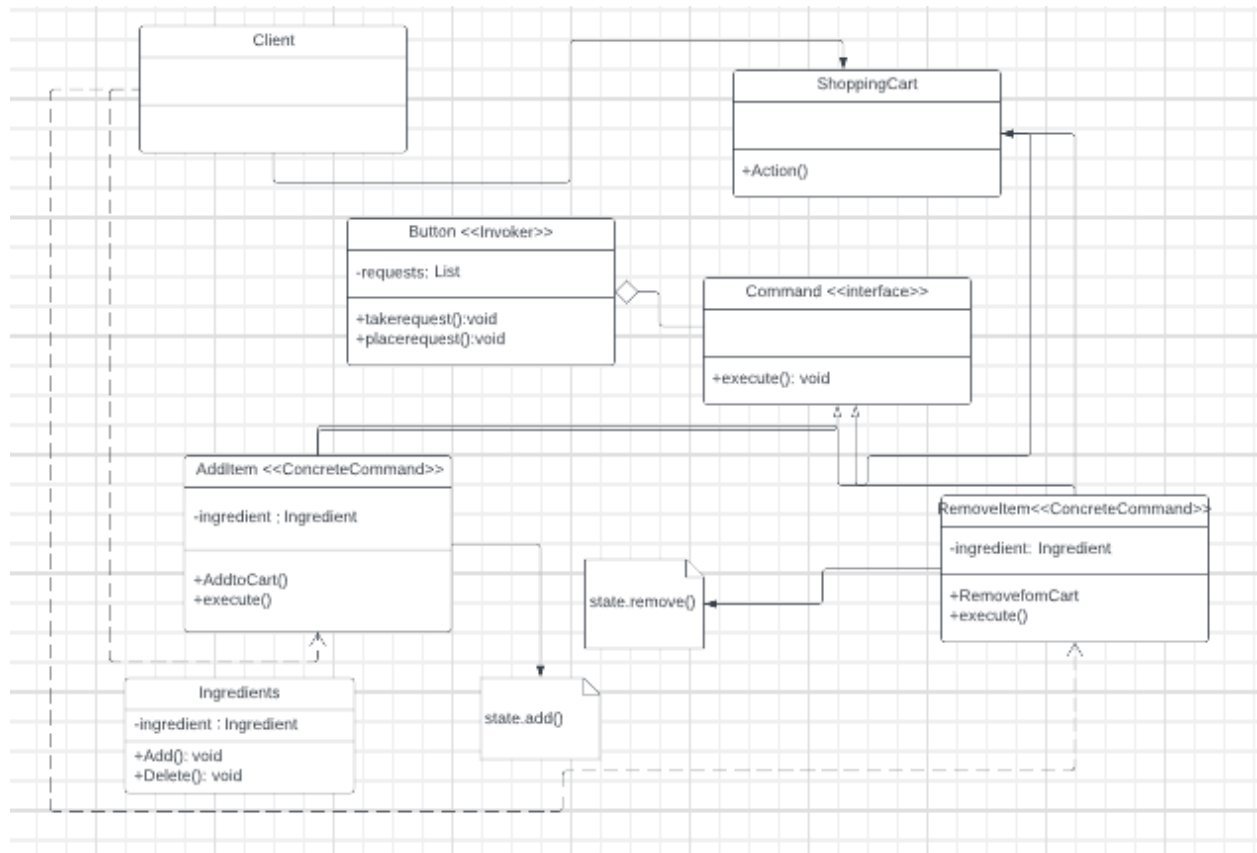 Client
ShoppingCart
+Action()
Button <<Invoker>>
-requests: List
+takerequest():void
+placerequest():void
Command <<interface>>
+execute(): void
AddItem <<ConcreteCommand>>
-ingredient : Ingredient
+AddtoCart()
+execute()
RemoveItem<<ConcreteCommand>>
-ingredient: Ingredient
+RemovefomCart
+execute()
state.remove()
Ingredients
-ingredient : Ingredient
+Add(): void
+Delete(): void
state.add()